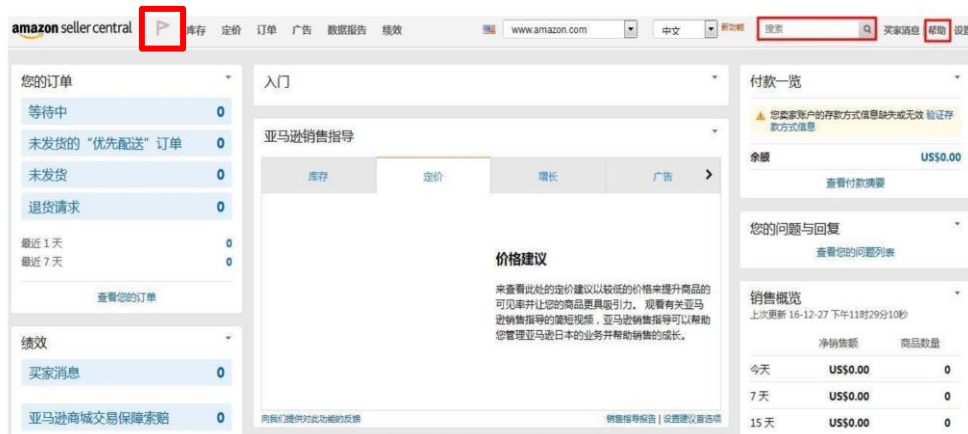 amazon seller central 库存 定价 订单 广告 数据报告 绩效 www.amazon.com 中文 新功能 搜索 买家消息 帮助 设置
您的订单
等待中 0
未发货的“优先配送”订单 0
未发货 0
退货请求 0
最近 1 天 0
最近 7 天 0
查看您的订单
绩效
买家消息 0
亚马逊商城交易保障索赔 0
入门
亚马逊销售指导
库存 定价 增长 广告
价格建议
来查看此处的定价建议以较低的价格来提升商品的
可见率并让您的商品更具吸引力。 观看有关亚马
逊销售指导的简短视频，亚马逊销售指导可以帮助
您管理亚马逊日本的业务并帮助销售的成长。
向我们提供对此功能的反馈 销售指导报告 | 设置建议首选项
付款一览
您卖家账户的存款方式信息缺失或无效 验证存
款方式信息
余额 US$0.00
查看付款摘要
您的问题与回复
查看您的问题列表
销售概览
上次更新 16-12-27 下午11时29分10秒
净销售额 商品数量
今天 US$0.00 0
7 天 US$0.00 0
15 天 US$0.00 0